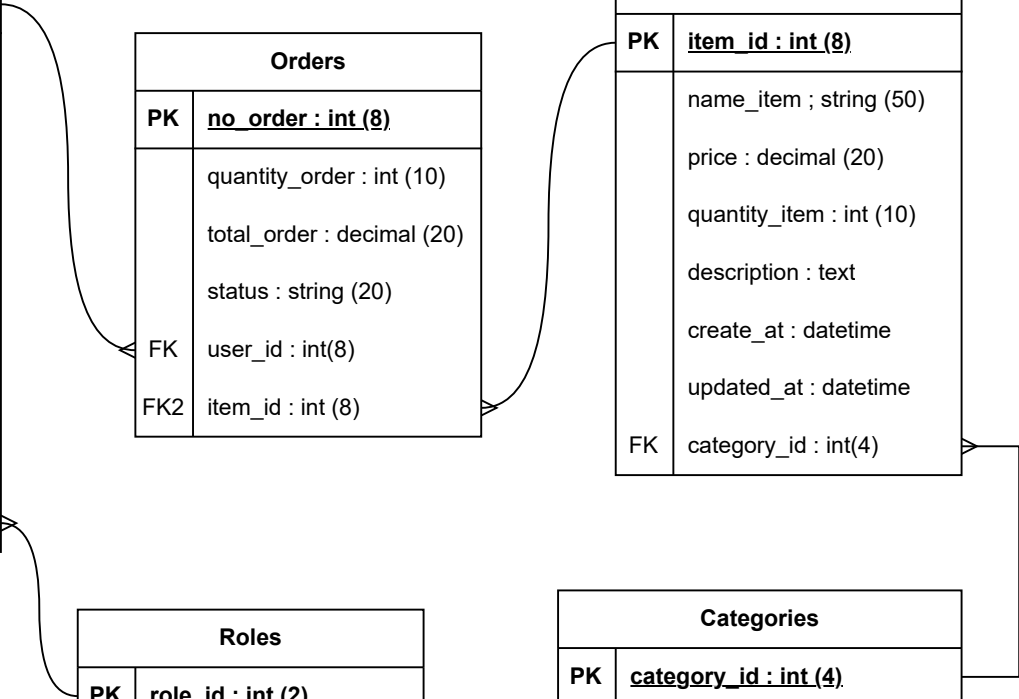 Orders
PK no_order : int (8)
quantity_order : int (10)
total_order : decimal (20)
status : string (20)
FK user_id : int(8)
FK2 item_id : int (8)
PK item_id : int (8)
name_item ; string (50)
price : decimal (20)
quantity_item : int (10)
description : text
create_at : datetime
updated_at : datetime
FK category_id : int(4)
Roles
PK role_id : int (2)
Categories
PK category_id : int (4)